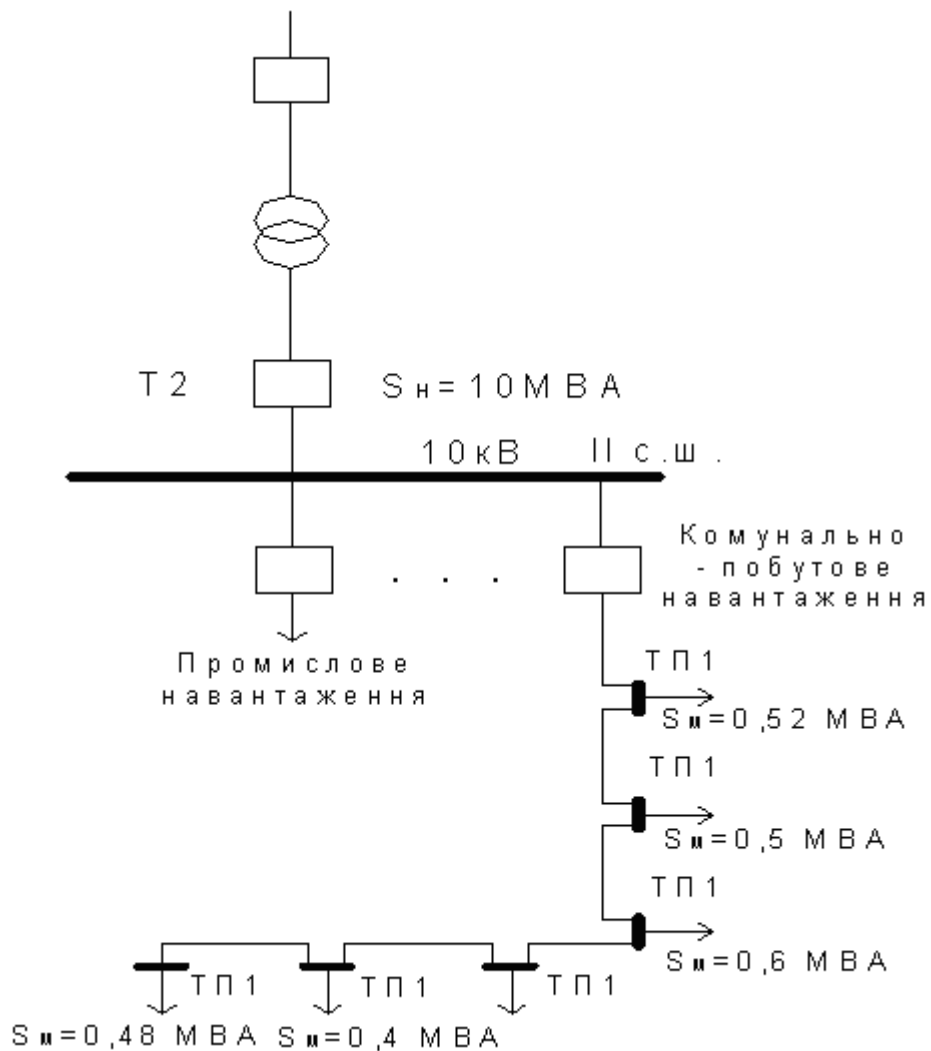 Т2
Sн=10МВА
10кВ
II с.ш.
Комунально
- побутове
навантаження
. . .
Промислове
навантаження
ТП1
Sм=0,52 МВА
ТП1
Sм=0,5 МВА
ТП1
Sм=0,6 МВА
ТП1
ТП1
ТП1
Sм=0,48 МВА
Sм=0,4 МВА